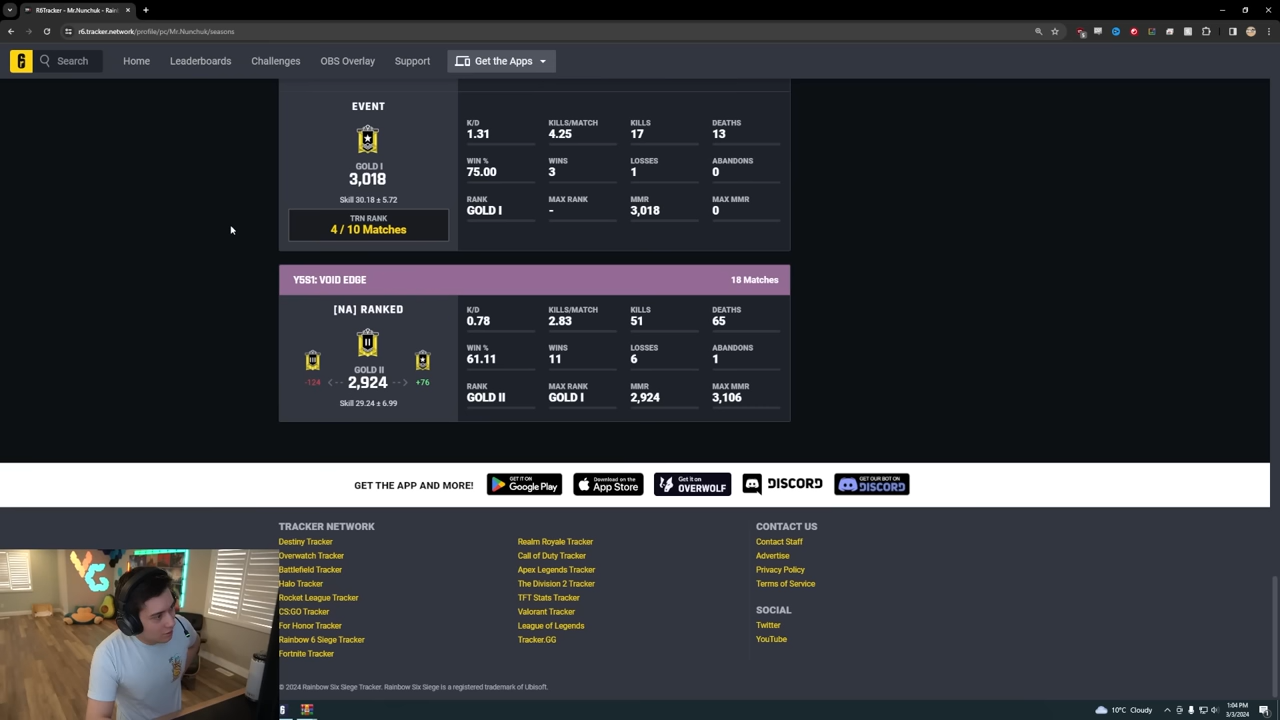 R6Tracker - Mr.Nunchuk - Rain
r6.tracker.network/profile/pc/Mr.Nunchuk/seasons
6 Search Home Leaderboards Challenges OBS Overlay Support Get the Apps
EVENT
GOLD I
3,018
Skill 30.18 ± 5.72
TRN RANK
4 / 10 Matches
K/D KILLS/MATCH KILLS DEATHS
1.31 4.25 17 13
WIN % WINS LOSSES ABANDONS
75.00 3 1 0
RANK MAX RANK MMR MAX MMR
GOLD I - 3,018 0
Y5S1: VOID EDGE 18 Matches
[NA] RANKED
II
III
GOLD II
-124 2,924 +76
Skill 29.24 ± 6.99
K/D KILLS/MATCH KILLS DEATHS
0.78 2.83 51 65
WIN % WINS LOSSES ABANDONS
61.11 11 6 1
RANK MAX RANK MMR MAX MMR
GOLD II GOLD I 2,924 3,106
GET THE APP AND MORE!
GET IT ON
Google Play
Download on the
App Store
Get it on
OVERWOLF
DISCORD
GET OUR BOT ON
DISCORD
TRACKER NETWORK
Destiny Tracker
Overwatch Tracker
Battlefield Tracker
Halo Tracker
Rocket League Tracker
CS:GO Tracker
For Honor Tracker
Rainbow 6 Siege Tracker
Fortnite Tracker
Realm Royale Tracker
Call of Duty Tracker
Apex Legends Tracker
The Division 2 Tracker
TFT Stats Tracker
Valorant Tracker
League of Legends
Tracker.GG
CONTACT US
Contact Staff
Advertise
Privacy Policy
Terms of Service
SOCIAL
Twitter
YouTube
© 2024 Rainbow Six Siege Tracker. Rainbow Six Siege is a registered trademark of Ubisoft.
VG
10°C Cloudy
1:04 PM
3/3/2024